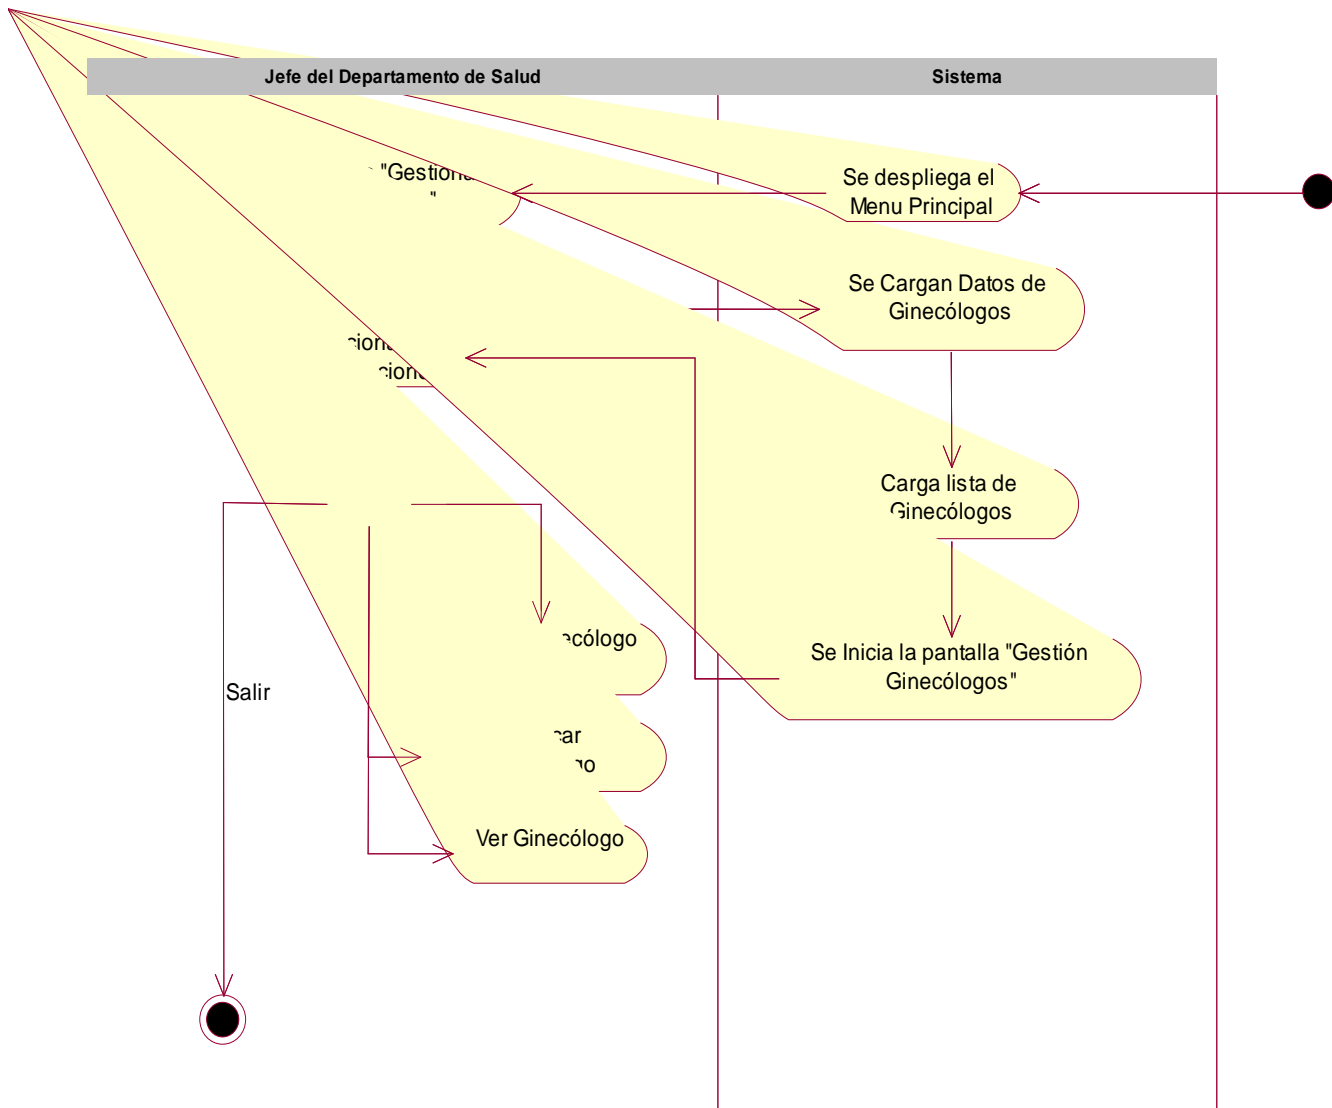 Jefe del Departamento de Salud
Sistema
Se despliega el
Menu Principal
"
Se Cargan Datos de
Ginecólogos
Carga lista de
Ginecólogos
Se Inicia la pantalla "Gestión
Ginecólogos"
Salir
Ver Ginecólogo